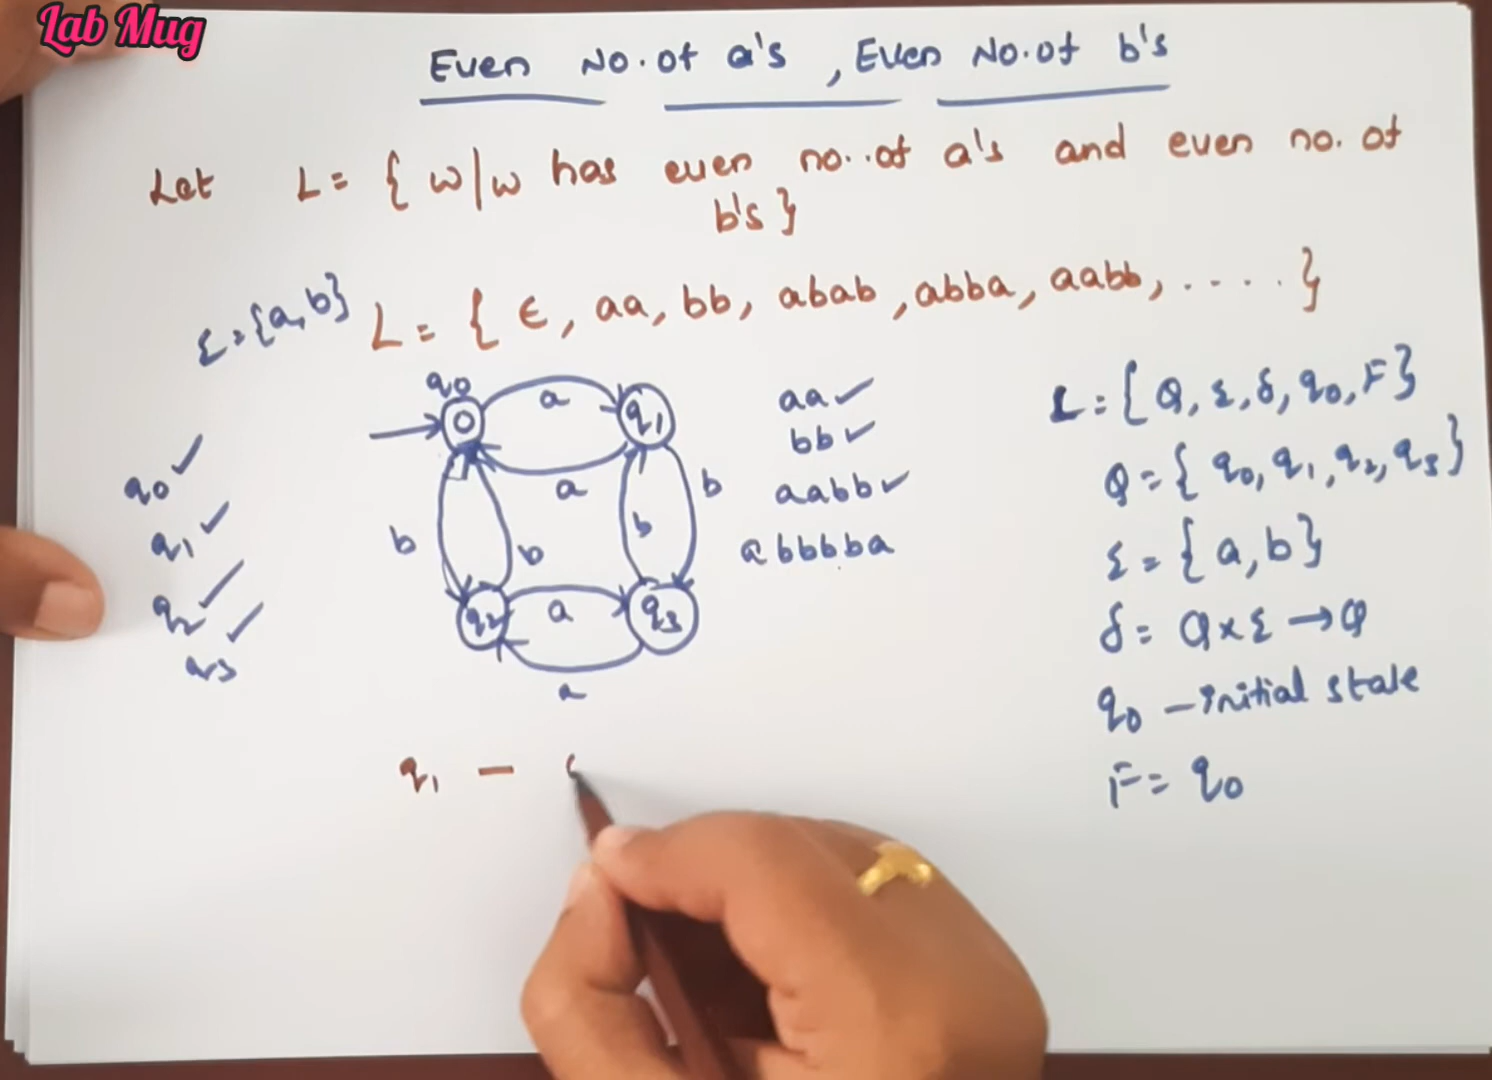 Lab Mug
Even No. of a's , Even No. of b's
Let L = { w | w has even no. of a's and even no. of
b's }
Σ = {a, b}
L = { ε, aa, bb, abab, abba, aabb, ..... }
q0
a
q1
a
b
b
b
b
q2
a
q3
a
q0 ✓
q1 ✓
q2 ✓
q3 ✓
aa ✓
bb ✓
aabb ✓
abbbba
L = { Q, Σ, δ, q0, F }
Q = { q0, q1, q2, q3 }
Σ = { a, b }
δ = Q × Σ → Q
q0 – Initial state
F = q0
q1 –